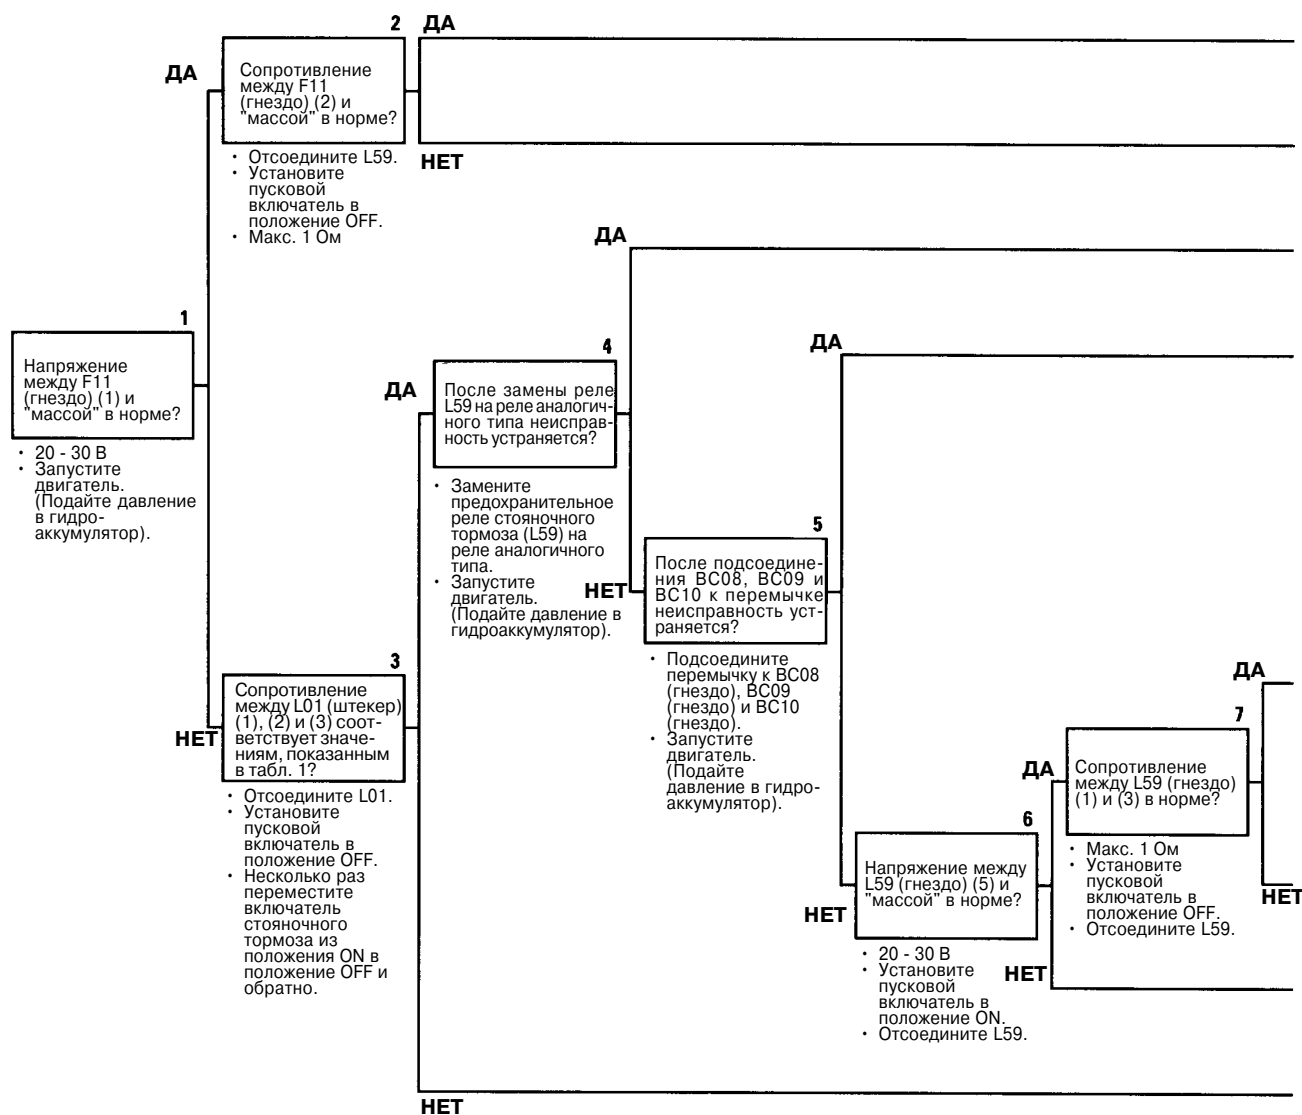 2
ДА
ДА
Сопротивление
между F11
(гнездо) (2) и
"массой" в норме?
• Отсоедините L59.
• Установите
пусковой
включатель в
положение OFF.
• Макс. 1 Ом
НЕТ
1
Напряжение
между F11
(гнездо) (1) и
"массой" в норме?
• 20 - 30 В
• Запустите
двигатель.
(Подайте давление
в гидро-
аккумулятор).
НЕТ
3
Сопротивление
между L01 (штекер)
(1), (2) и (3) соот-
ветствует значе-
ниям, показанным
в табл. 1?
• Отсоедините L01.
• Установите
пусковой
включатель в
положение OFF.
• Несколько раз
переместите
включатель
стояночного
тормоза из
положения ON в
положение OFF и
обратно.
ДА
4
После замены реле
L59 на реле аналогич-
ного типа неисправ-
ность устраняется?
• Замените
предохранительное
реле стояночного
тормоза (L59) на
реле аналогичного
типа.
• Запустите
двигатель.
(Подайте давление в
гидроаккумулятор).
ДА
НЕТ
5
После подсоедине-
ния BC08, BC09 и
BC10 к перемычке
неисправность уст-
раняется?
• Подсоедините
перемычку к BC08
(гнездо), BC09
(гнездо) и BC10
(гнездо).
• Запустите
двигатель.
(Подайте
давление в гидро-
аккумулятор).
ДА
НЕТ
6
Напряжение между
L59 (гнездо) (5) и
"массой" в норме?
• 20 - 30 В
• Установите
пусковой
включатель в
положение ON.
• Отсоедините L59.
ДА
НЕТ
7
Сопротивление
между L59 (гнездо)
(1) и (3) в норме?
• Макс. 1 Ом
• Установите
пусковой
включатель в
положение OFF.
• Отсоедините L59.
ДА
НЕТ
НЕТ